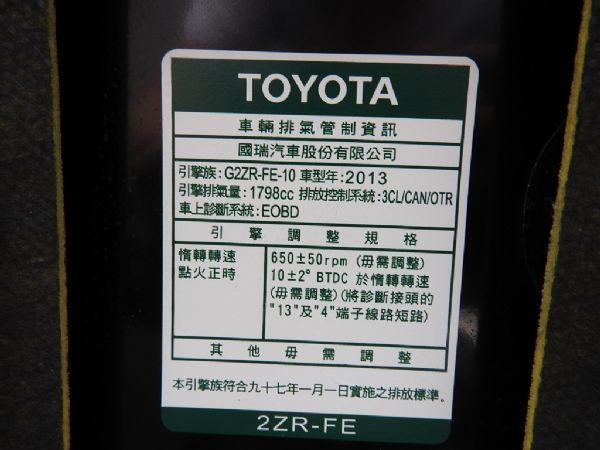 TOYOTA
車輛排氣管制資訊
國瑞汽車股份有限公司
引擎族:G2ZR-FE-10 車型年:2013
引擎排氣量:1798cc 排放控制系統:3CL/CAN/OTR
車上診斷系統:EOBD
引擎調整規格
惰轉轉速 650±50rpm (毋需調整)
點火正時 10±2° BTDC 於惰轉轉速
(毋需調整)(將診斷接頭的
"13"及"4"端子線路短路)
其他毋需調整
本引擎族符合九十七年一月一日實施之排放標準。
2ZR-FE